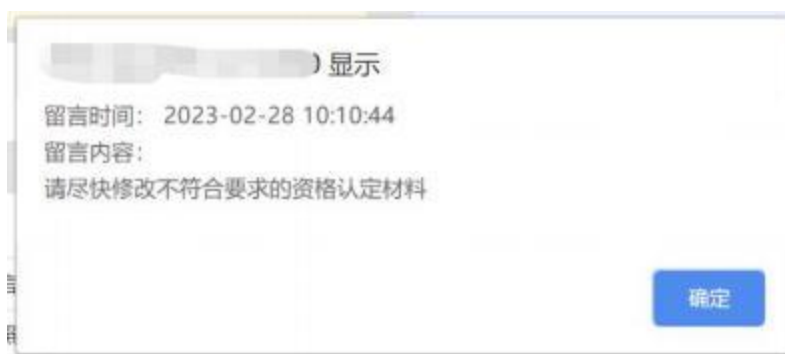 显示
留言时间: 2023-02-28 10:10:44
留言内容:
请尽快修改不符合要求的资格认定材料
确定